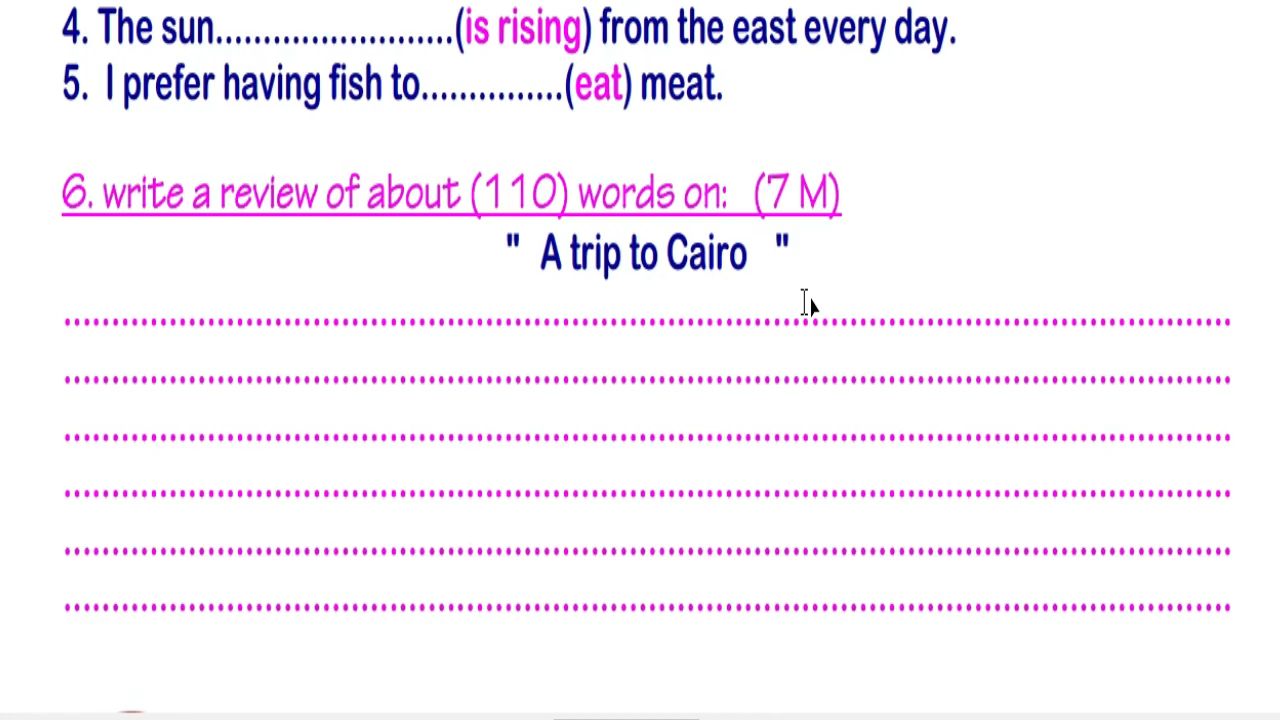 4. The sun.........................(is rising) from the east every day.
5. I prefer having fish to...............(eat) meat.
6. write a review of about (110) words on: (7 M)
" A trip to Cairo "